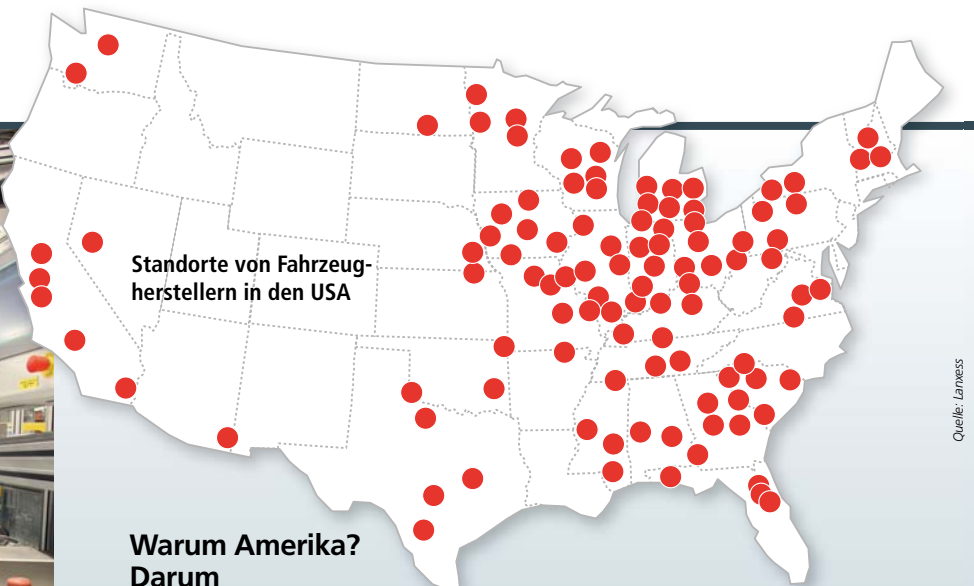 Standorte von Fahrzeug-
herstellern in den USA
Quelle: Lanxess
Warum Amerika?
Darum